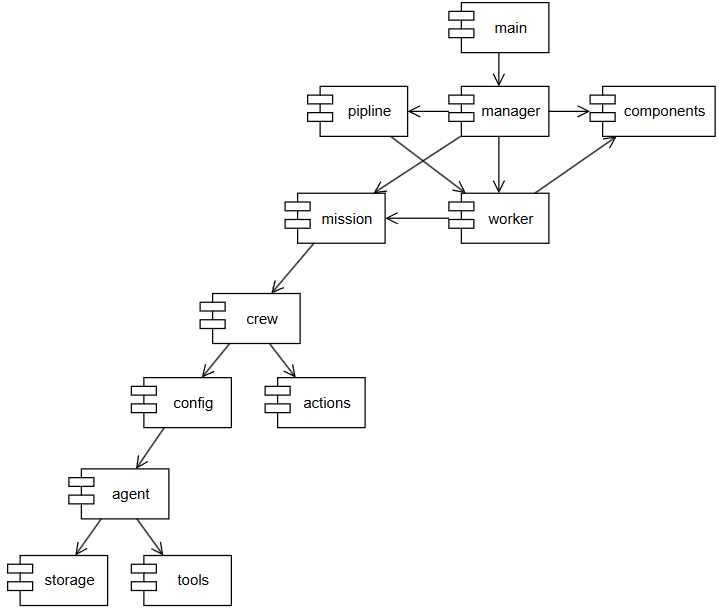 main
pipline
manager
components
mission
worker
crew
config
actions
agent
storage
tools